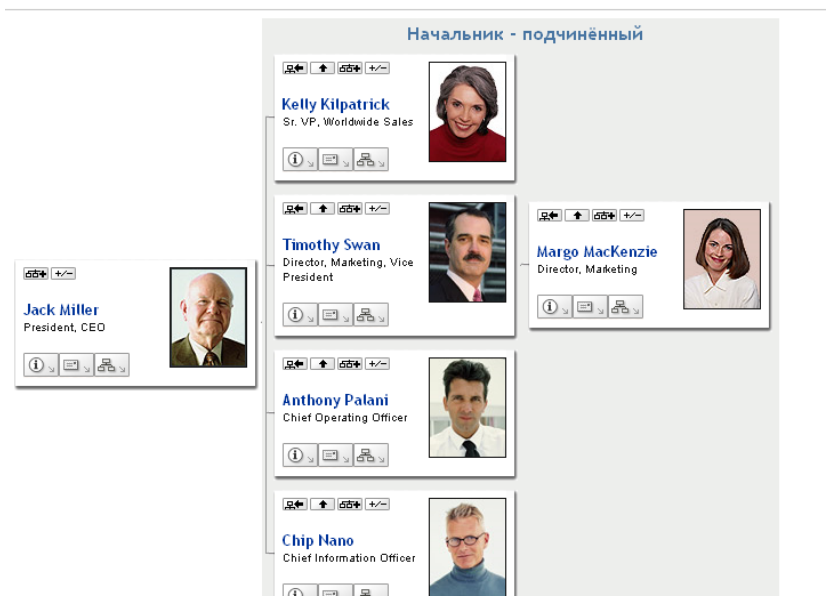 Начальник - подчинённый
Kelly Kilpatrick
Sr. VP, Worldwide Sales
Timothy Swan
Director, Marketing, Vice
President
Margo MacKenzie
Director, Marketing
Jack Miller
President, CEO
Anthony Palani
Chief Operating Officer
Chip Nano
Chief Information Officer